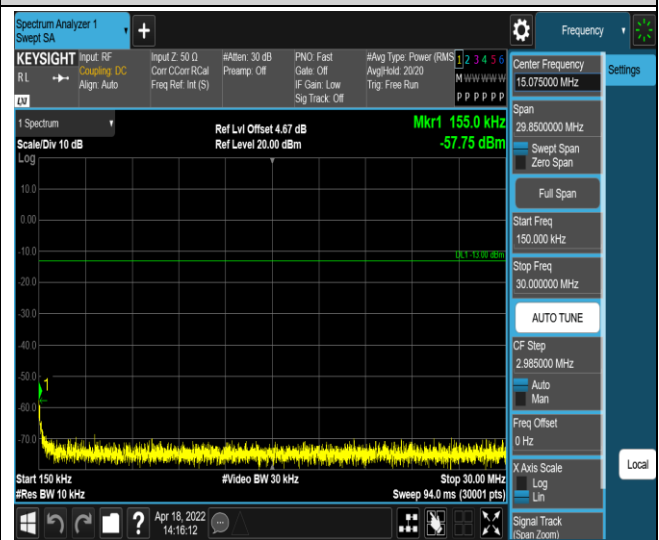 Spectrum Analyzer 1
Swept SA
+
Frequency
KEYSIGHT
RL
LXI
Input: RF
Coupling: DC
Align: Auto
Input Z: 50 Ω
Corr CCorr RCal
Freq Ref: Int (S)
#Atten: 30 dB
Preamp: Off
PNO: Fast
Gate: Off
IF Gain: Low
Sig Track: Off
#Avg Type: Power (RMS
Avg|Hold: 20/20
Trig: Free Run
1 2 3 4 5 6
M W W W W W
P P P P P P
1 Spectrum
Scale/Div 10 dB
Ref Lvl Offset 4.67 dB
Ref Level 20.00 dBm
Mkr1 155.0 kHz
-57.75 dBm
Log
10.0
0.00
-10.0
DL1 -13.00 dBm
-20.0
-30.0
-40.0
-50.0
1
-60.0
-70.0
Start 150 kHz
#Res BW 10 kHz
#Video BW 30 kHz
Stop 30.00 MHz
Sweep 94.0 ms (30001 pts)
?
Apr 18, 2022
14:16:12
Center Frequency
15.075000 MHz
Span
29.8500000 MHz
Swept Span
Zero Span
Full Span
Start Freq
150.000 kHz
Stop Freq
30.000000 MHz
AUTO TUNE
CF Step
2.985000 MHz
Auto
Man
Freq Offset
0 Hz
X Axis Scale
Log
Lin
Signal Track
(Span Zoom)
Settings
Local